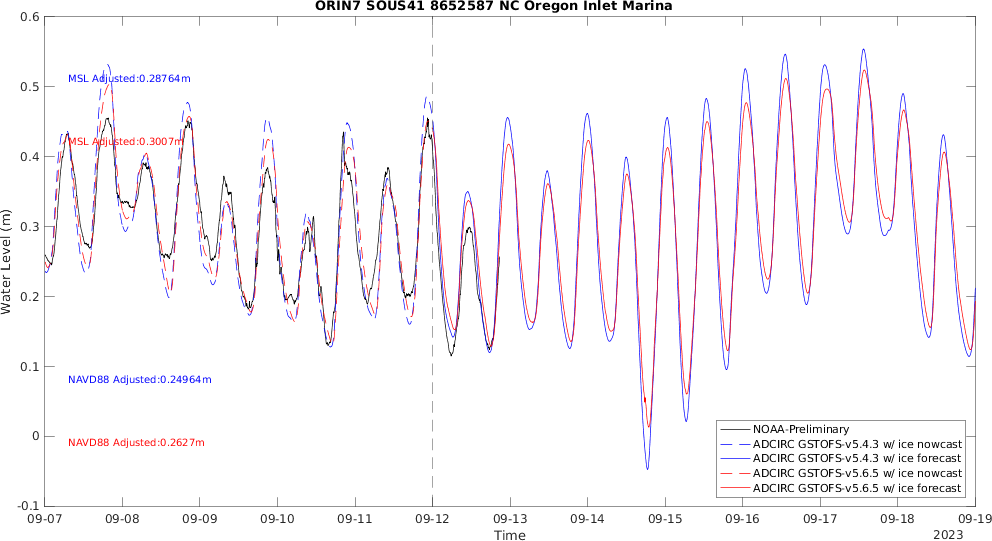 ORIN7 SOUS41 8652587 NC Oregon Inlet Marina
0.6
0.5
0.4
0.3
0.2
0.1
0
-0.1
Water Level (m)
MSL Adjusted:0.28764m
MSL Adjusted:0.3007m
NAVD88 Adjusted:0.24964m
NAVD88 Adjusted:0.2627m
NOAA-Preliminary
ADCIRC GSTOFS-v5.4.3 w/ ice nowcast
ADCIRC GSTOFS-v5.4.3 w/ ice forecast
ADCIRC GSTOFS-v5.6.5 w/ ice nowcast
ADCIRC GSTOFS-v5.6.5 w/ ice forecast
09-07 09-08 09-09 09-10 09-11 09-12 09-13 09-14 09-15 09-16 09-17 09-18 09-19
Time
2023